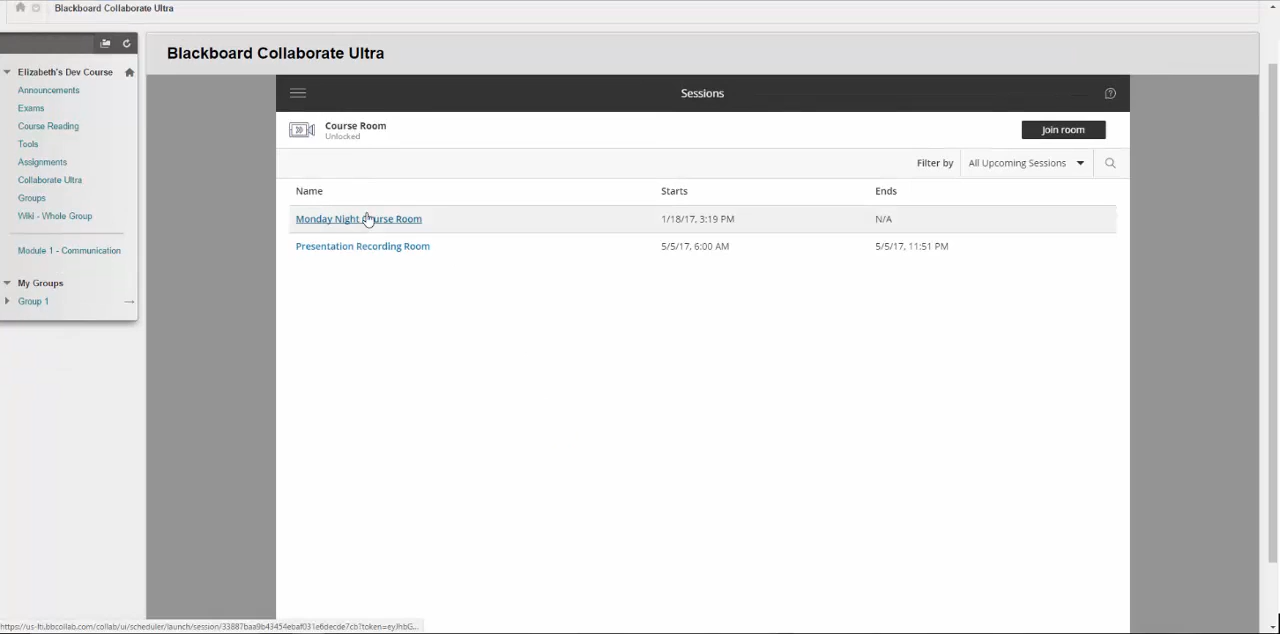 Blackboard Collaborate Ultra
Elizabeth's Dev Course
Announcements
Exams
Course Reading
Tools
Assignments
Collaborate Ultra
Groups
Wiki - Whole Group
Module 1 - Communication
My Groups
Group 1
Blackboard Collaborate Ultra
Sessions
Course Room
Unlocked
Join room
Filter by All Upcoming Sessions
Name Starts Ends
Monday Night Course Room 1/18/17, 3:19 PM N/A
Presentation Recording Room 5/5/17, 6:00 AM 5/5/17, 11:51 PM